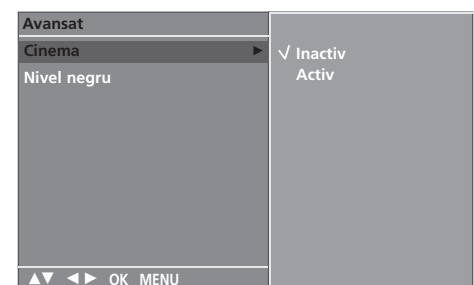 Avansat
Cinema ►
Nivel negru
▲▼ ◄► OK MENU
√ Inactiv
Activ